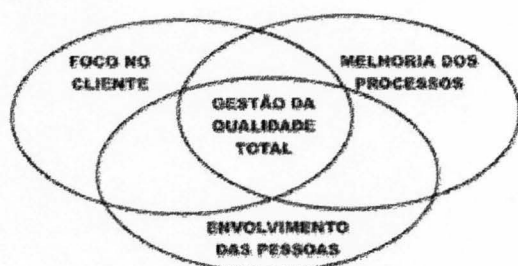 FOCO NO
CLIENTE
MELHORIA DOS
PROCESSOS
GESTÃO DA
QUALIDADE
TOTAL
ENVOLVIMENTO
DAS PESSOAS